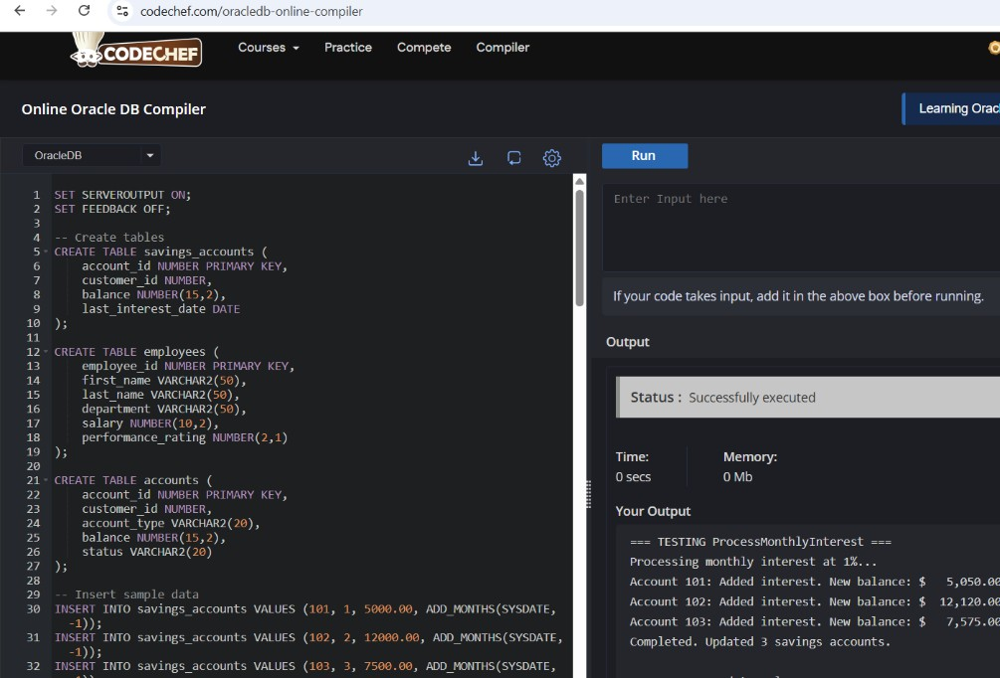 codechef.com/oracledb-online-compiler
CODECHEF
Courses
Practice
Compete
Compiler
Online Oracle DB Compiler
Learning Orac
OracleDB
Run
1 SET SERVEROUTPUT ON;
2 SET FEEDBACK OFF;
3
4 -- Create tables
5 CREATE TABLE savings_accounts (
6 account_id NUMBER PRIMARY KEY,
7 customer_id NUMBER,
8 balance NUMBER(15,2),
9 last_interest_date DATE
10 );
11
12 CREATE TABLE employees (
13 employee_id NUMBER PRIMARY KEY,
14 first_name VARCHAR2(50),
15 last_name VARCHAR2(50),
16 department VARCHAR2(50),
17 salary NUMBER(10,2),
18 performance_rating NUMBER(2,1)
19 );
20
21 CREATE TABLE accounts (
22 account_id NUMBER PRIMARY KEY,
23 customer_id NUMBER,
24 account_type VARCHAR2(20),
25 balance NUMBER(15,2),
26 status VARCHAR2(20)
27 );
28
29 -- Insert sample data
30 INSERT INTO savings_accounts VALUES (101, 1, 5000.00, ADD_MONTHS(SYSDATE,
-1));
31 INSERT INTO savings_accounts VALUES (102, 2, 12000.00, ADD_MONTHS(SYSDATE,
-1));
32 INSERT INTO savings_accounts VALUES (103, 3, 7500.00, ADD_MONTHS(SYSDATE,
Enter Input here
If your code takes input, add it in the above box before running.
Output
Status : Successfully executed
Time:
0 secs
Memory:
0 Mb
Your Output
=== TESTING ProcessMonthlyInterest ===
Processing monthly interest at 1%...
Account 101: Added interest. New balance: $ 5,050.00
Account 102: Added interest. New balance: $ 12,120.00
Account 103: Added interest. New balance: $ 7,575.00
Completed. Updated 3 savings accounts.